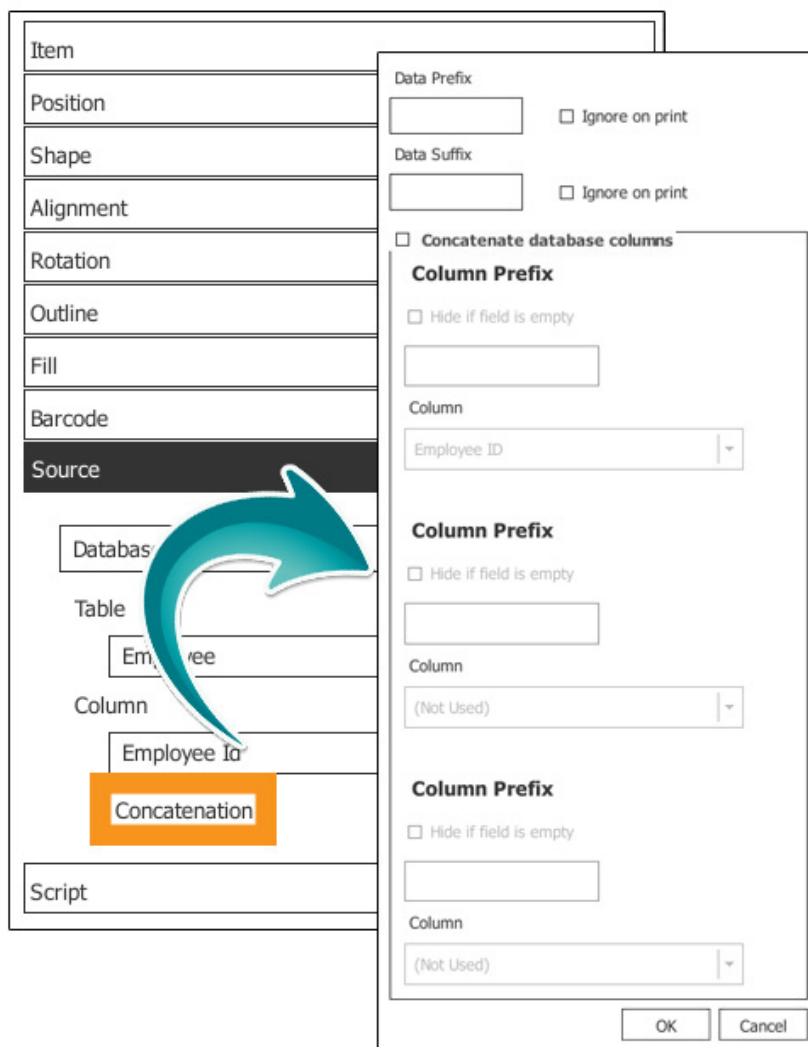 Item
Position
Shape
Alignment
Rotation
Outline
Fill
Barcode
Source
Databas
Table
Employee
Column
Employee Id
Concatenation
Script
Data Prefix
Ignore on print
Data Suffix
Ignore on print
Concatenate database columns
Column Prefix
Hide if field is empty
Column
Employee ID
Column Prefix
Hide if field is empty
Column
(Not Used)
Column Prefix
Hide if field is empty
Column
(Not Used)
OK Cancel